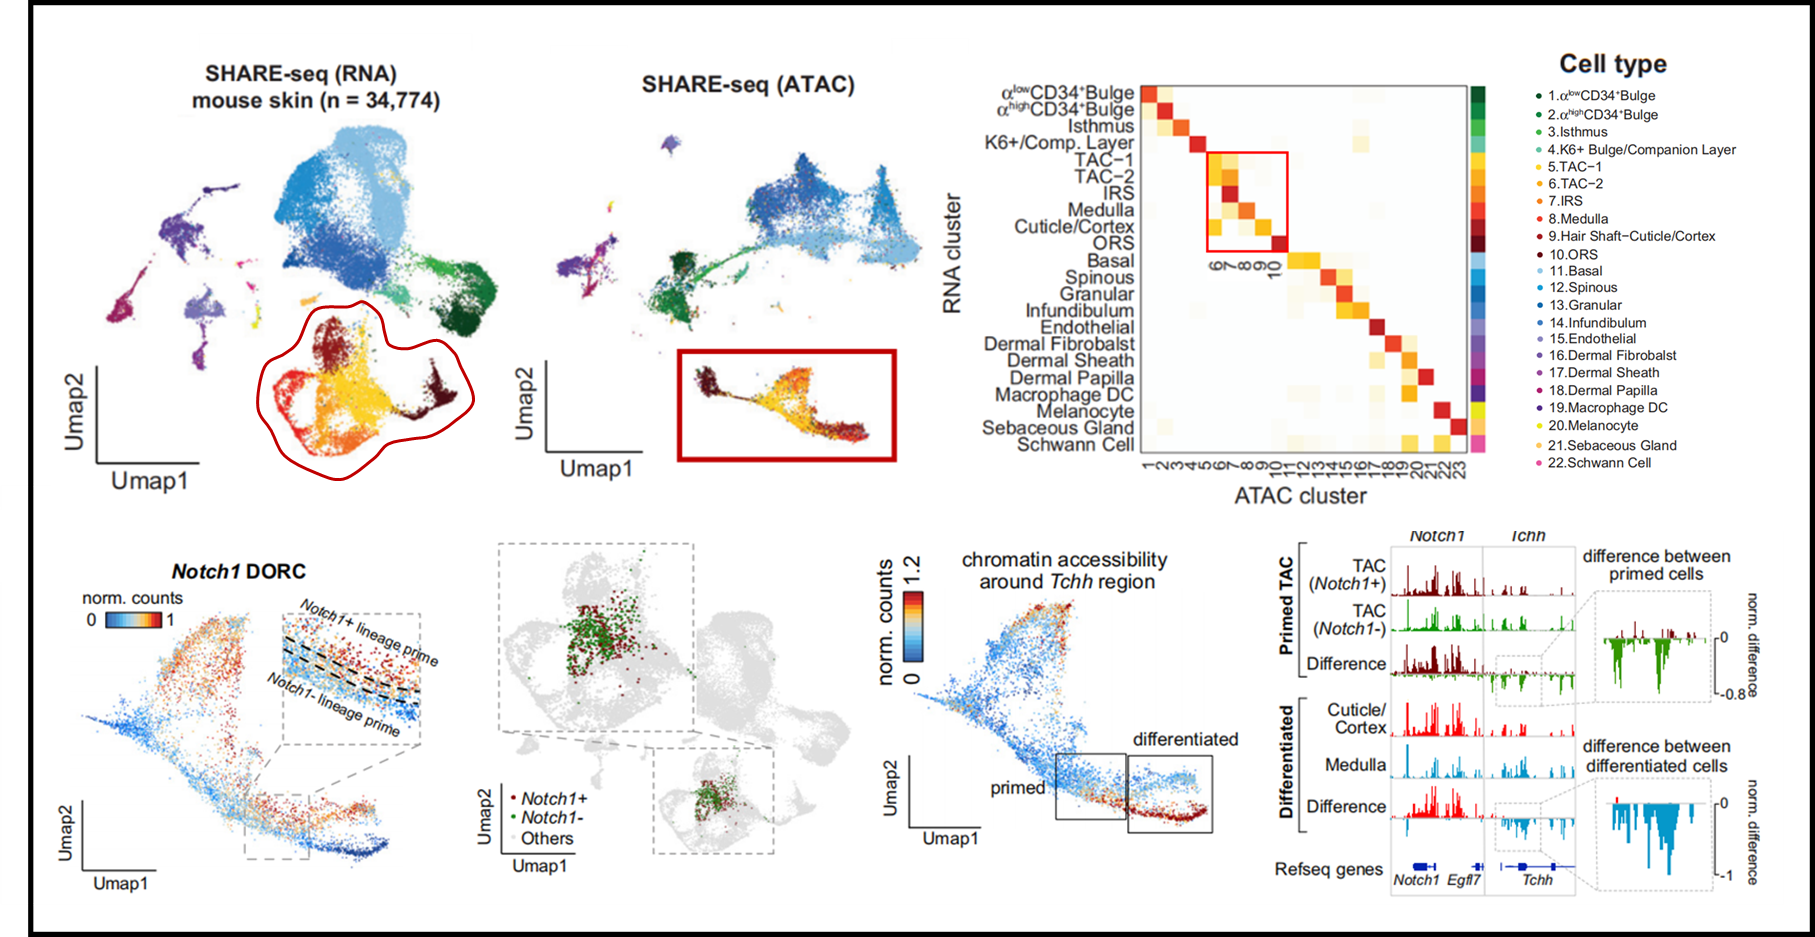 SHARE-seq (RNA)
mouse skin (n = 34,774)
Umap2
Umap1
SHARE-seq (ATAC)
Umap2
Umap1
RNA cluster
αlowCD34+Bulge
αhighCD34+Bulge
Isthmus
K6+/Comp. Layer
TAC−1
TAC−2
IRS
Medulla
Cuticle/Cortex
ORS
Basal
Spinous
Granular
Infundibulum
Endothelial
Dermal Fibrobalst
Dermal Sheath
Dermal Papilla
Macrophage DC
Melanocyte
Sebaceous Gland
Schwann Cell
6 7 8 9 10
1 2 3 4 5 6 7 8 9 10 11 12 13 14 15 16 17 18 19 20 21 22 23
ATAC cluster
Cell type
1.αlowCD34+Bulge
2.αhighCD34+Bulge
3.Isthmus
4.K6+ Bulge/Companion Layer
5.TAC−1
6.TAC−2
7.IRS
8.Medulla
9.Hair Shaft−Cuticle/Cortex
10.ORS
11.Basal
12.Spinous
13.Granular
14.Infundibulum
15.Endothelial
16.Dermal Fibrobalst
17.Dermal Sheath
18.Dermal Papilla
19.Macrophage DC
20.Melanocyte
21.Sebaceous Gland
22.Schwann Cell
Notch1 DORC
norm. counts
0 1
Notch1+ lineage prime
Notch1- lineage prime
Umap2
Umap1
Notch1+
Notch1-
Others
Umap2
Umap1
chromatin accessibility
around Tchh region
norm. counts
1.2
0
primed
differentiated
Umap2
Umap1
Notch1 Tchh
Primed TAC
TAC
(Notch1+)
TAC
(Notch1-)
Difference
Differentiated
Cuticle/
Cortex
Medulla
Difference
Refseq genes
Notch1 Egfl7 Tchh
difference between
primed cells
0
-0.8
norm. difference
difference between
differentiated cells
0
-1
norm. difference